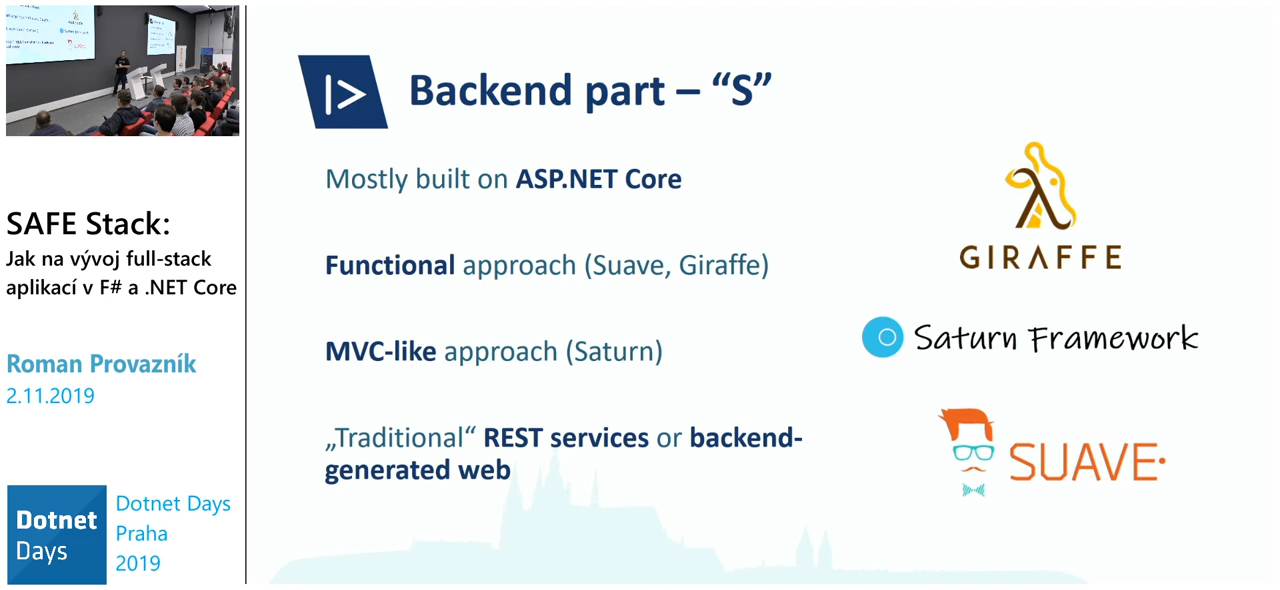 SAFE Stack:
Jak na vývoj full-stack
aplikací v F# a .NET Core
Roman Provazník
2.11.2019
Dotnet
Days
Dotnet Days
Praha
2019
Backend part – “S”
Mostly built on ASP.NET Core
Functional approach (Suave, Giraffe)
MVC-like approach (Saturn)
„Traditional“ REST services or backend-
generated web
GIRAFFE
Saturn Framework
SUAVE